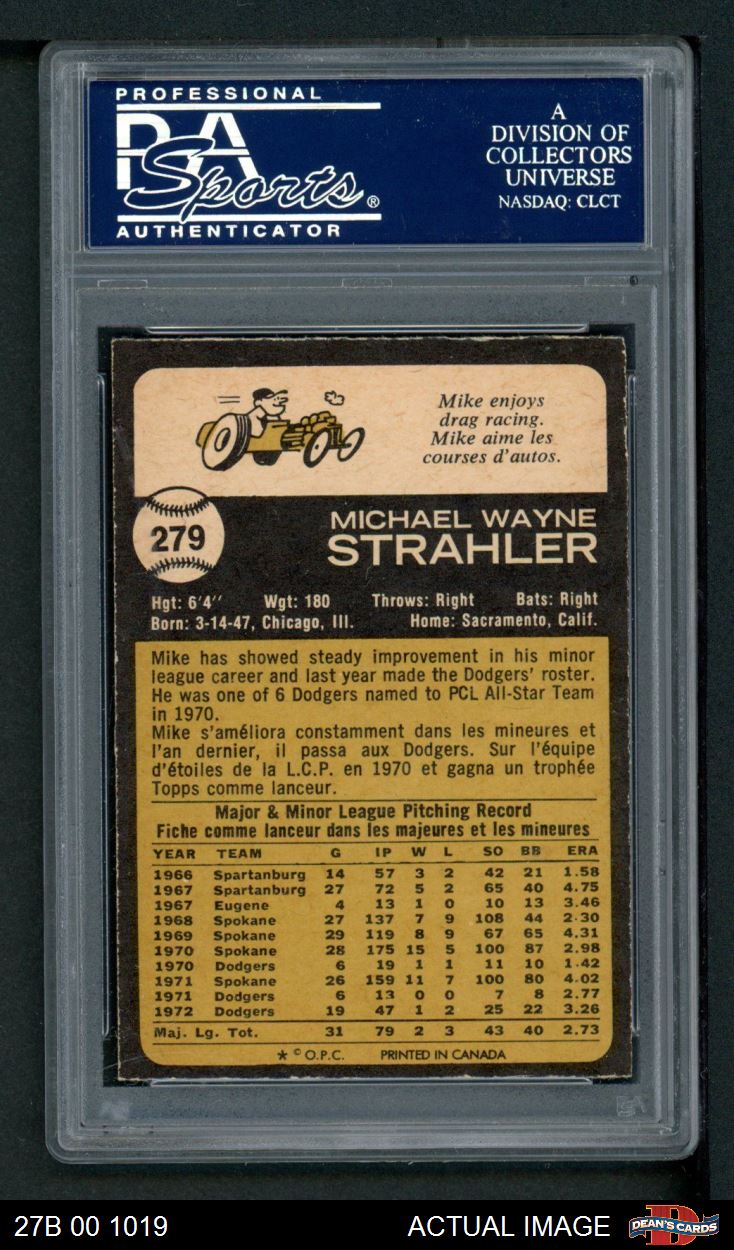 PROFESSIONAL
PSA
Sports®
AUTHENTICATOR
A
DIVISION OF
COLLECTORS
UNIVERSE
NASDAQ: CLCT
Mike enjoys
drag racing.
Mike aime les
courses d'autos.
279
MICHAEL WAYNE
STRAHLER
Hgt: 6'4'' Wgt: 180 Throws: Right Bats: Right
Born: 3-14-47, Chicago, Ill. Home: Sacramento, Calif.
Mike has showed steady improvement in his minor
league career and last year made the Dodgers' roster.
He was one of 6 Dodgers named to PCL All-Star Team
in 1970.
Mike s'améliora constamment dans les mineures et
l'an dernier, il passa aux Dodgers. Sur l'équipe
d'étoiles de la L.C.P. en 1970 et gagna un trophée
Topps comme lanceur.
Major & Minor League Pitching Record
Fiche comme lanceur dans les majeures et les mineures
YEAR TEAM G IP W L SO BB ERA
1966 Spartanburg 14 57 3 2 42 21 1.58
1967 Spartanburg 27 72 5 2 65 40 4.75
1967 Eugene 4 13 1 0 10 13 3.46
1968 Spokane 27 137 7 9 108 44 2.30
1969 Spokane 29 119 8 9 67 65 4.31
1970 Spokane 28 175 15 5 100 87 2.98
1970 Dodgers 6 19 1 1 11 10 1.42
1971 Spokane 26 159 11 7 100 80 4.02
1971 Dodgers 6 13 0 0 7 8 2.77
1972 Dodgers 19 47 1 2 25 22 3.26
Maj. Lg. Tot. 31 79 2 3 43 40 2.73
★ © O.P.C. PRINTED IN CANADA
27B 00 1019 ACTUAL IMAGE DEAN'S CARDS